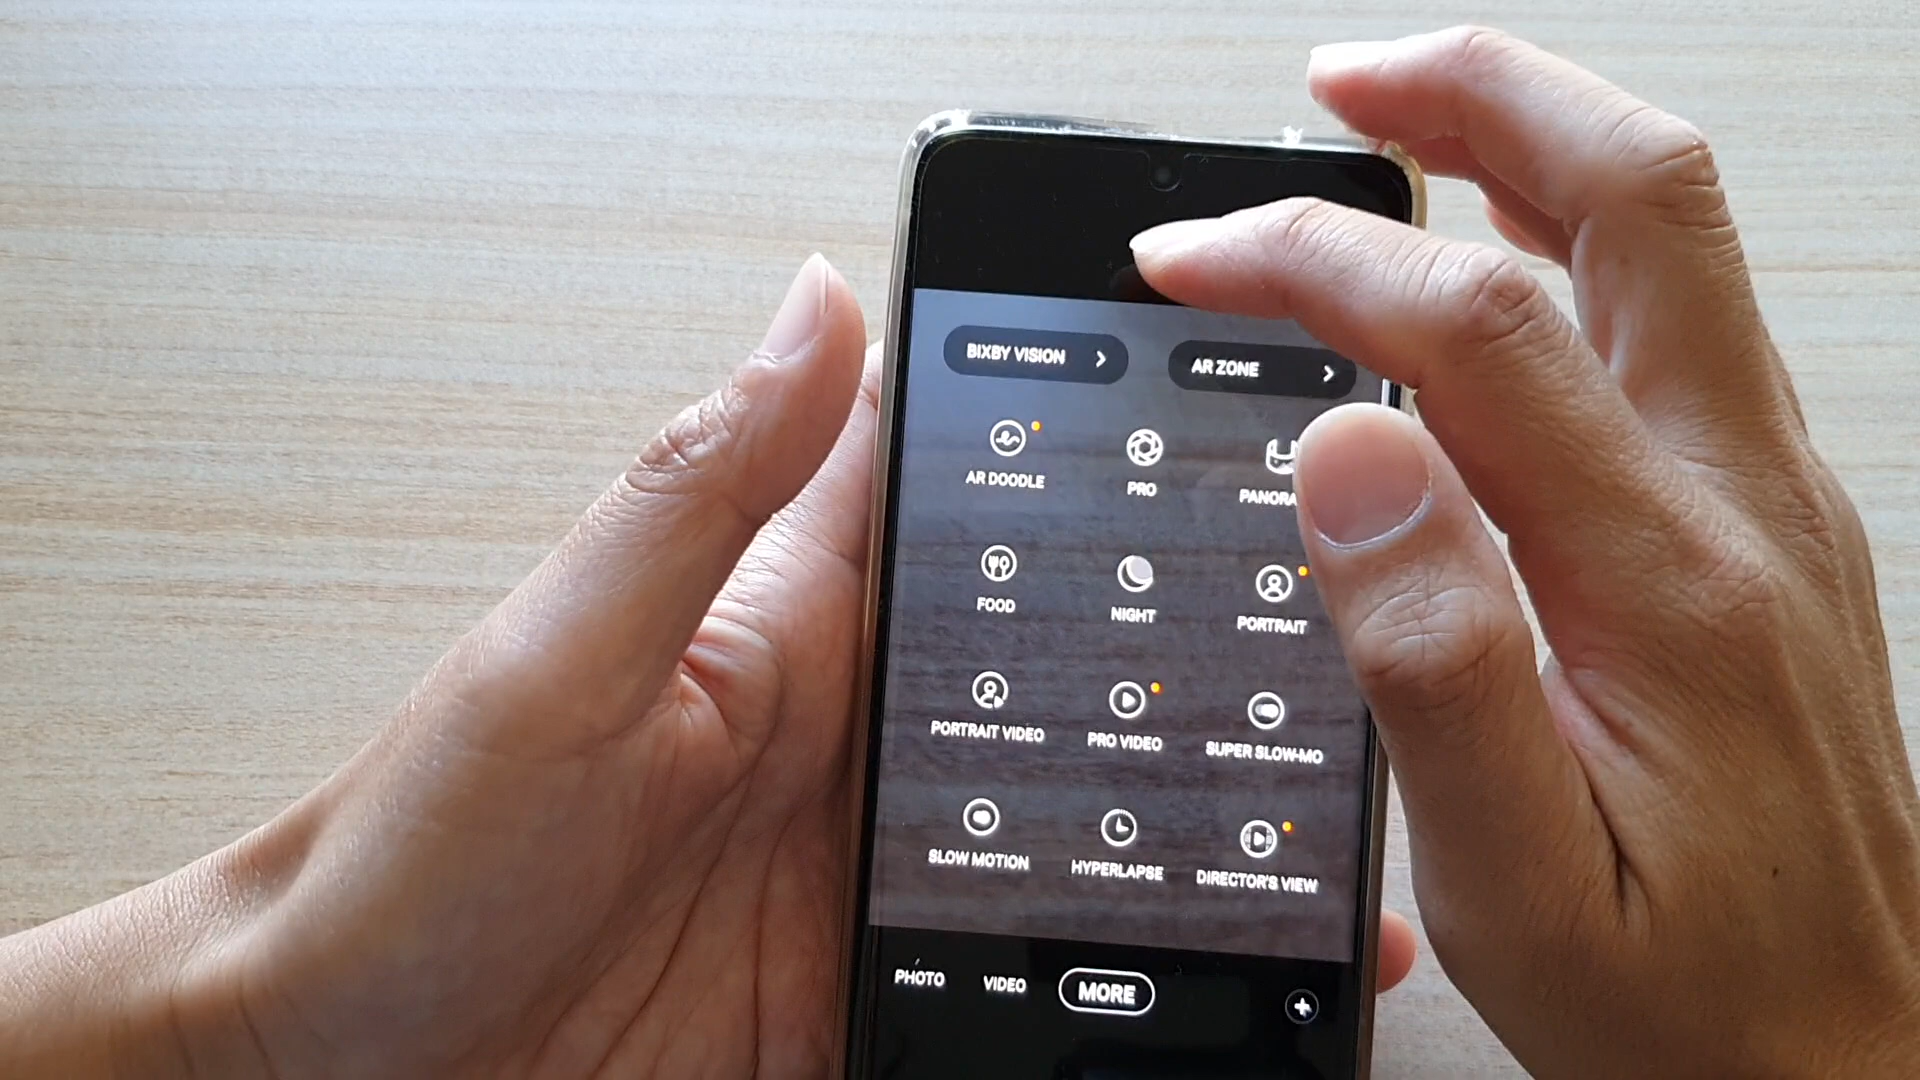 BIXBY VISION
AR ZONE
AR DOODLE
PRO
PANORA
FOOD
NIGHT
PORTRAIT
PORTRAIT VIDEO
PRO VIDEO
SUPER SLOW-MO
SLOW MOTION
HYPERLAPSE
DIRECTOR'S VIEW
PHOTO
VIDEO
MORE